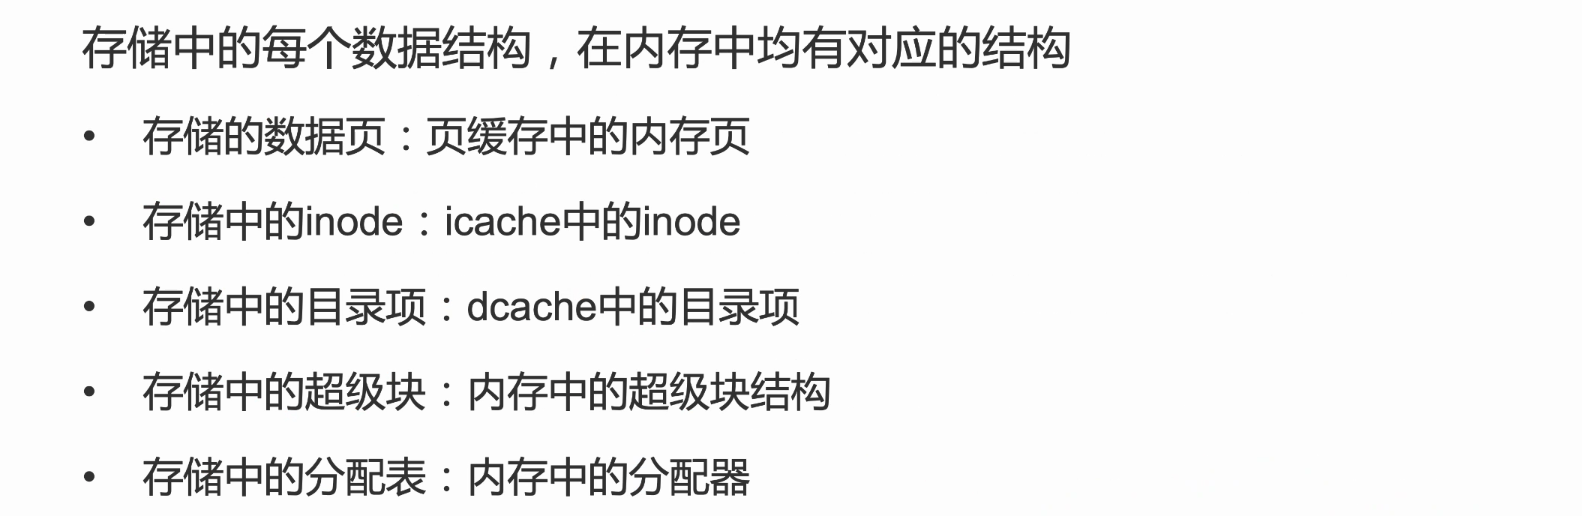 存储中的每个数据结构，在内存中均有对应的结构
• 存储的数据页：页缓存中的内存页
• 存储中的inode：icache中的inode
• 存储中的目录项：dcache中的目录项
• 存储中的超级块：内存中的超级块结构
• 存储中的分配表：内存中的分配器